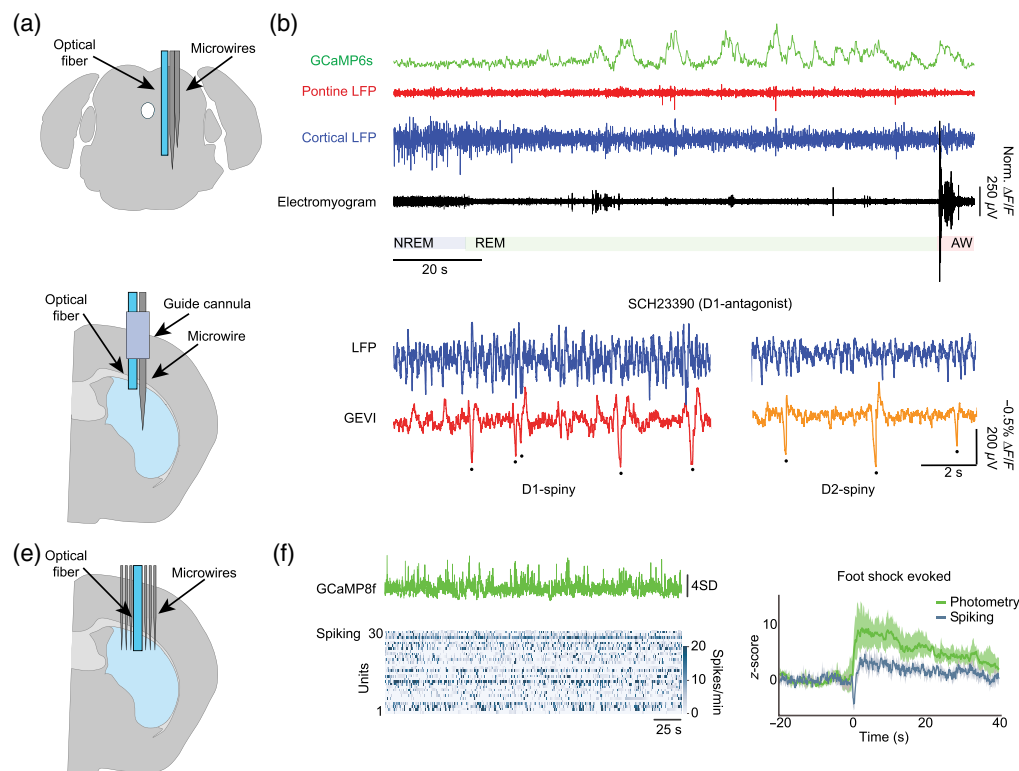 (a)
Optical
fiber
Microwires
(b)
GCaMP6s
Pontine LFP
Cortical LFP
Electromyogram
Norm. ΔF/F
250 μV
NREM
REM
AW
20 s
Optical
fiber
Guide cannula
Microwire
SCH23390 (D1-antagonist)
LFP
GEVI
−0.5% ΔF/F
200 μV
2 s
D1-spiny
D2-spiny
(e)
Optical
fiber
Microwires
(f)
GCaMP8f
4SD
Spiking
30
Units
1
20
10
0
Spikes/min
25 s
Foot shock evoked
Photometry
Spiking
z-score
10
0
−20
0
20
40
Time (s)